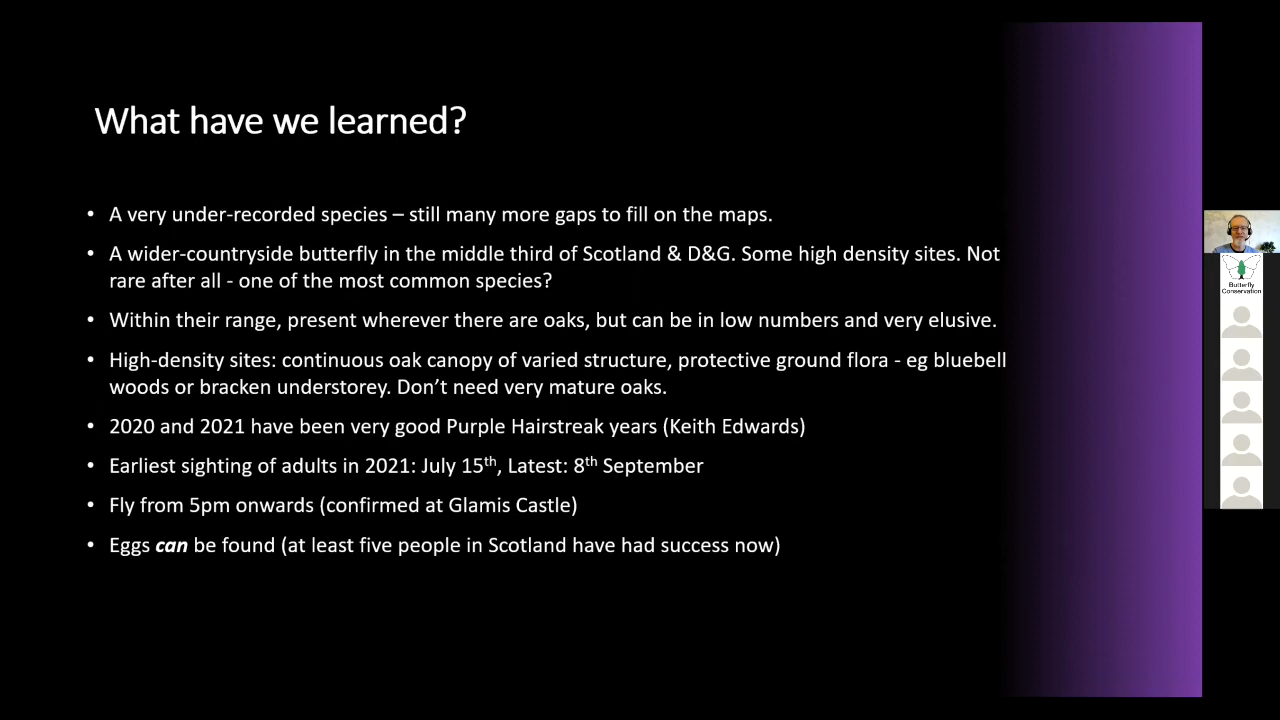 What have we learned?
• A very under-recorded species – still many more gaps to fill on the maps.
• A wider-countryside butterfly in the middle third of Scotland & D&G. Some high density sites. Not
rare after all - one of the most common species?
• Within their range, present wherever there are oaks, but can be in low numbers and very elusive.
• High-density sites: continuous oak canopy of varied structure, protective ground flora - eg bluebell
woods or bracken understorey. Don’t need very mature oaks.
• 2020 and 2021 have been very good Purple Hairstreak years (Keith Edwards)
• Earliest sighting of adults in 2021: July 15th, Latest: 8th September
• Fly from 5pm onwards (confirmed at Glamis Castle)
• Eggs can be found (at least five people in Scotland have had success now)
Butterfly
Conservation